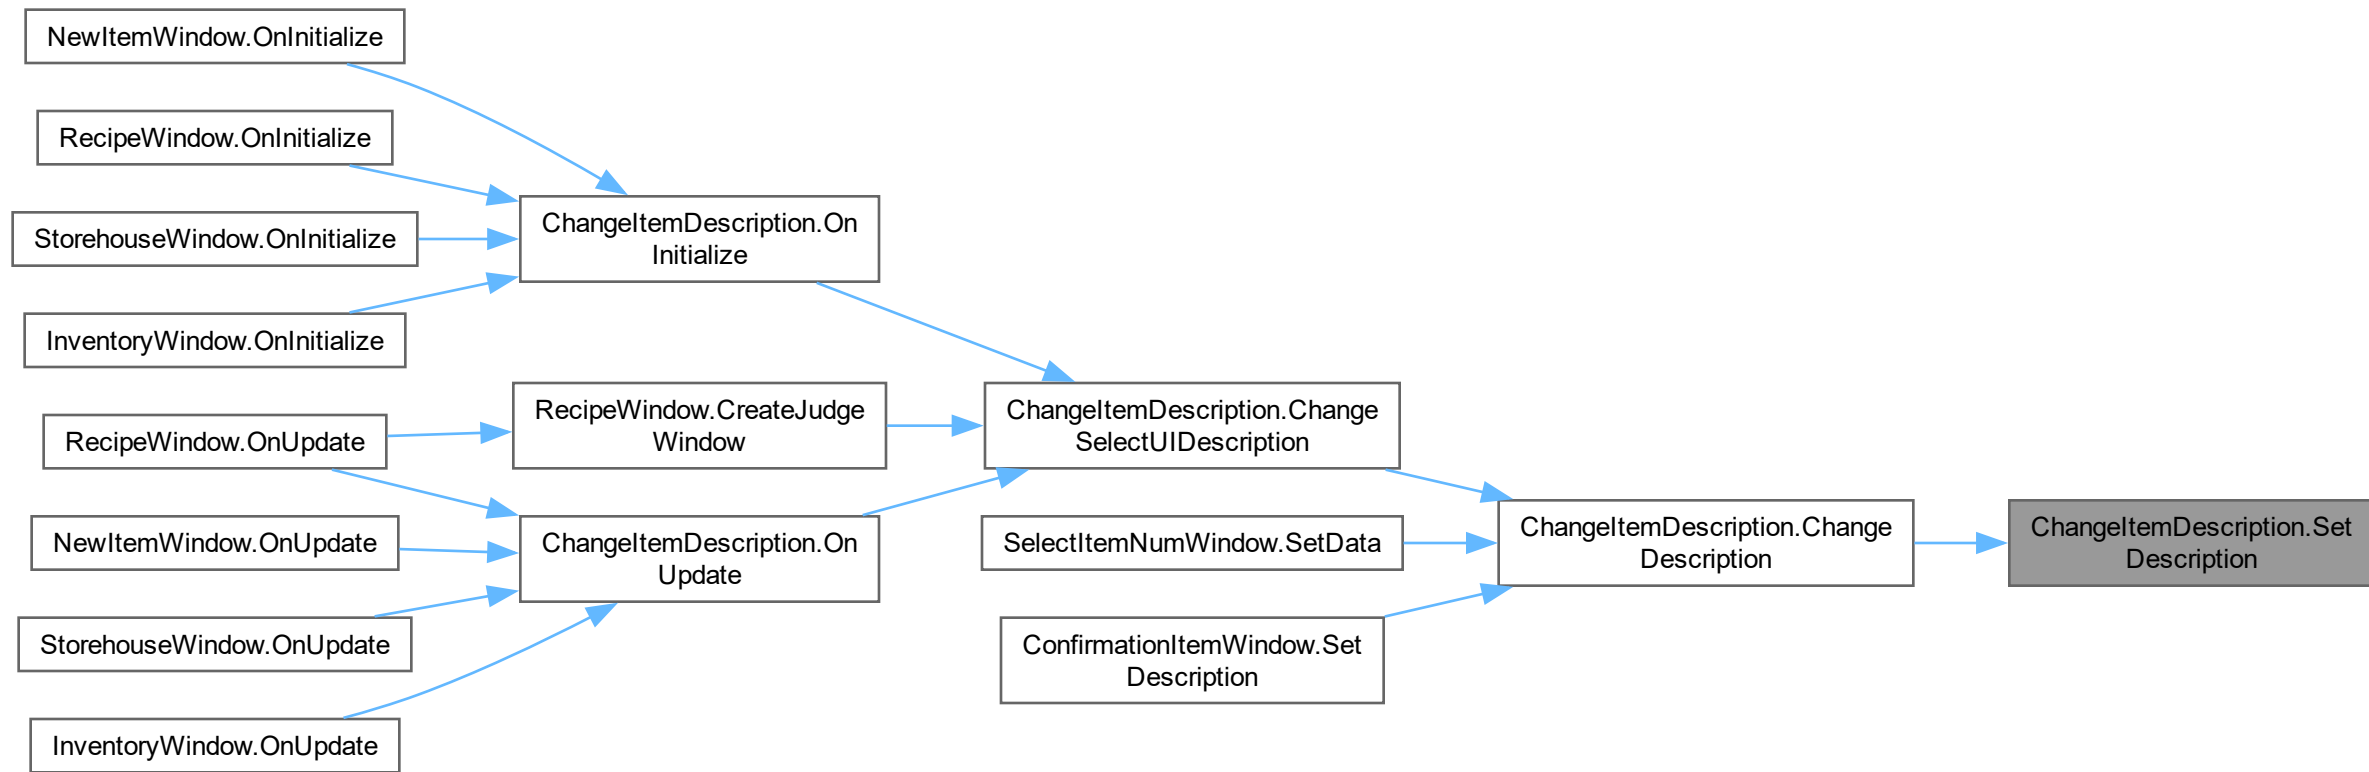 NewItemWindow.OnInitialize
RecipeWindow.OnInitialize
StorehouseWindow.OnInitialize
InventoryWindow.OnInitialize
RecipeWindow.OnUpdate
NewItemWindow.OnUpdate
StorehouseWindow.OnUpdate
InventoryWindow.OnUpdate
ChangeItemDescription.On
Initialize
RecipeWindow.CreateJudge
Window
ChangeItemDescription.On
Update
ChangeItemDescription.Change
SelectUIDescription
SelectItemNumWindow.SetData
ConfirmationItemWindow.Set
Description
ChangeItemDescription.Change
Description
ChangeItemDescription.Set
Description